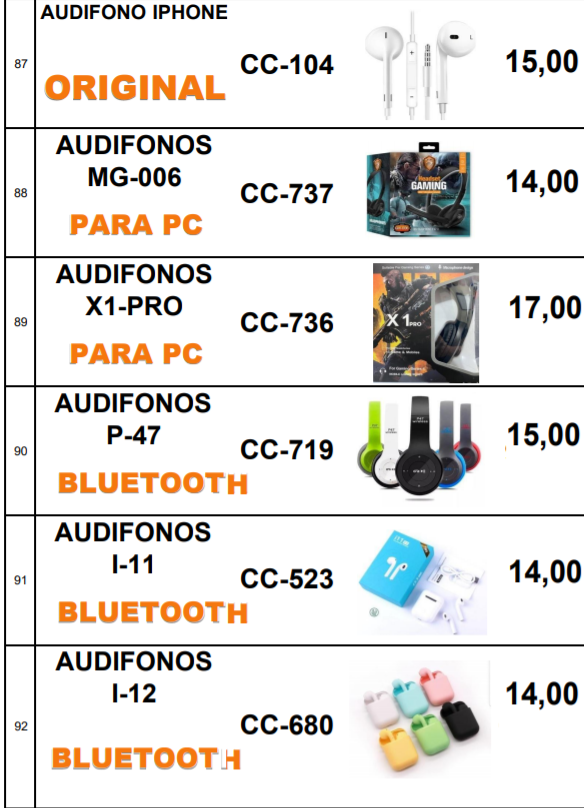 AUDIFONO IPHONE
87
ORIGINAL
CC-104
15,00
AUDIFONOS
MG-006
88
PARA PC
CC-737
Headset
GAMING
14,00
AUDIFONOS
X1-PRO
89
PARA PC
CC-736
X 1 PRO
17,00
AUDIFONOS
P-47
90
BLUETOOTH
CC-719
15,00
AUDIFONOS
I-11
91
BLUETOOTH
CC-523
14,00
AUDIFONOS
I-12
92
BLUETOOTH
CC-680
14,00